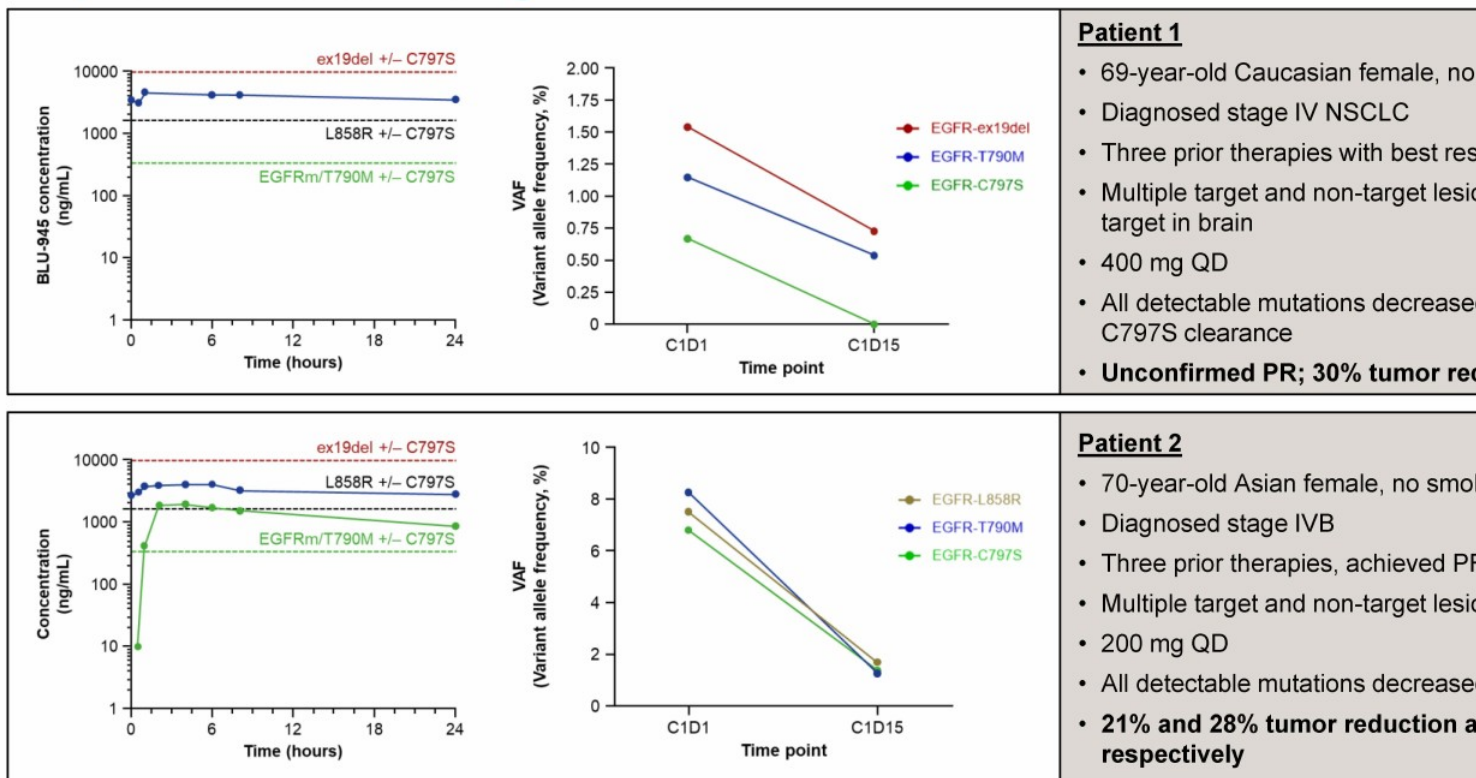 ex19del +/– C797S
10000
1000
100
10
1
L858R +/– C797S
EGFRm/T790M +/– C797S
BLU-945 concentration
(ng/mL)
0
6
12
18
24
Time (hours)
2.00
1.75
1.50
1.25
1.00
0.75
0.50
0.25
0
VAF
(Variant allele frequency, %)
EGFR-ex19del
EGFR-T790M
EGFR-C797S
C1D1
C1D15
Time point
Patient 1
• 69-year-old Caucasian female, no
• Diagnosed stage IV NSCLC
• Three prior therapies with best res
• Multiple target and non-target lesic
target in brain
• 400 mg QD
• All detectable mutations decreased
C797S clearance
• Unconfirmed PR; 30% tumor red
ex19del +/– C797S
10000
1000
100
10
1
L858R +/– C797S
EGFRm/T790M +/– C797S
Concentration
(ng/mL)
0
6
12
18
24
Time (hours)
10
8
6
4
2
0
VAF
(Variant allele frequency, %)
EGFR-L858R
EGFR-T790M
EGFR-C797S
C1D1
C1D15
Time point
Patient 2
• 70-year-old Asian female, no smol
• Diagnosed stage IVB
• Three prior therapies, achieved PF
• Multiple target and non-target lesic
• 200 mg QD
• All detectable mutations decreased
• 21% and 28% tumor reduction a
respectively